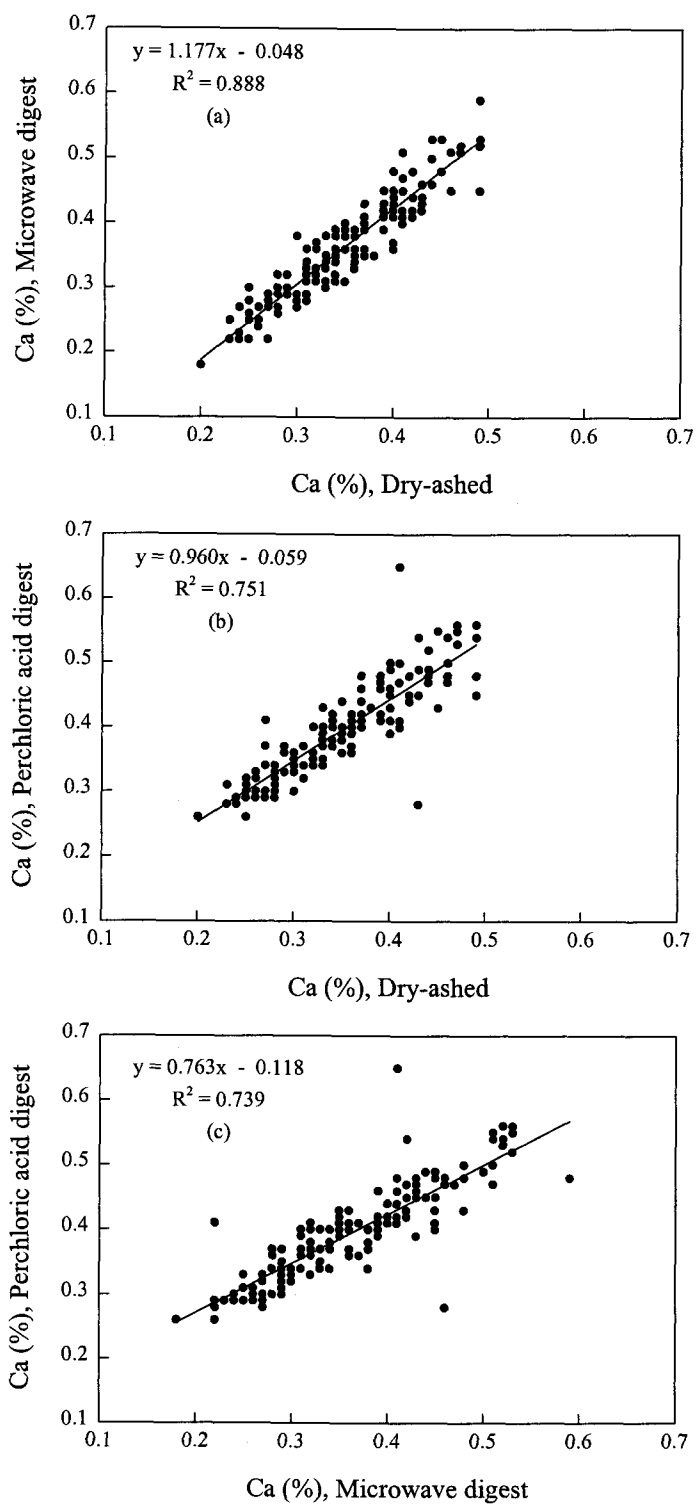 0.7
y = 1.177x - 0.048
R² = 0.888
(a)
0.6
0.5
0.4
0.3
0.2
0.1
Ca (%), Microwave digest
0.1 0.2 0.3 0.4 0.5 0.6 0.7
Ca (%), Dry-ashed
0.7
y = 0.960x - 0.059
R² = 0.751
(b)
0.6
0.5
0.4
0.3
0.2
0.1
Ca (%), Perchloric acid digest
0.1 0.2 0.3 0.4 0.5 0.6 0.7
Ca (%), Dry-ashed
0.7
y = 0.763x - 0.118
R² = 0.739
(c)
0.6
0.5
0.4
0.3
0.2
0.1
Ca (%), Perchloric acid digest
0.1 0.2 0.3 0.4 0.5 0.6 0.7
Ca (%), Microwave digest